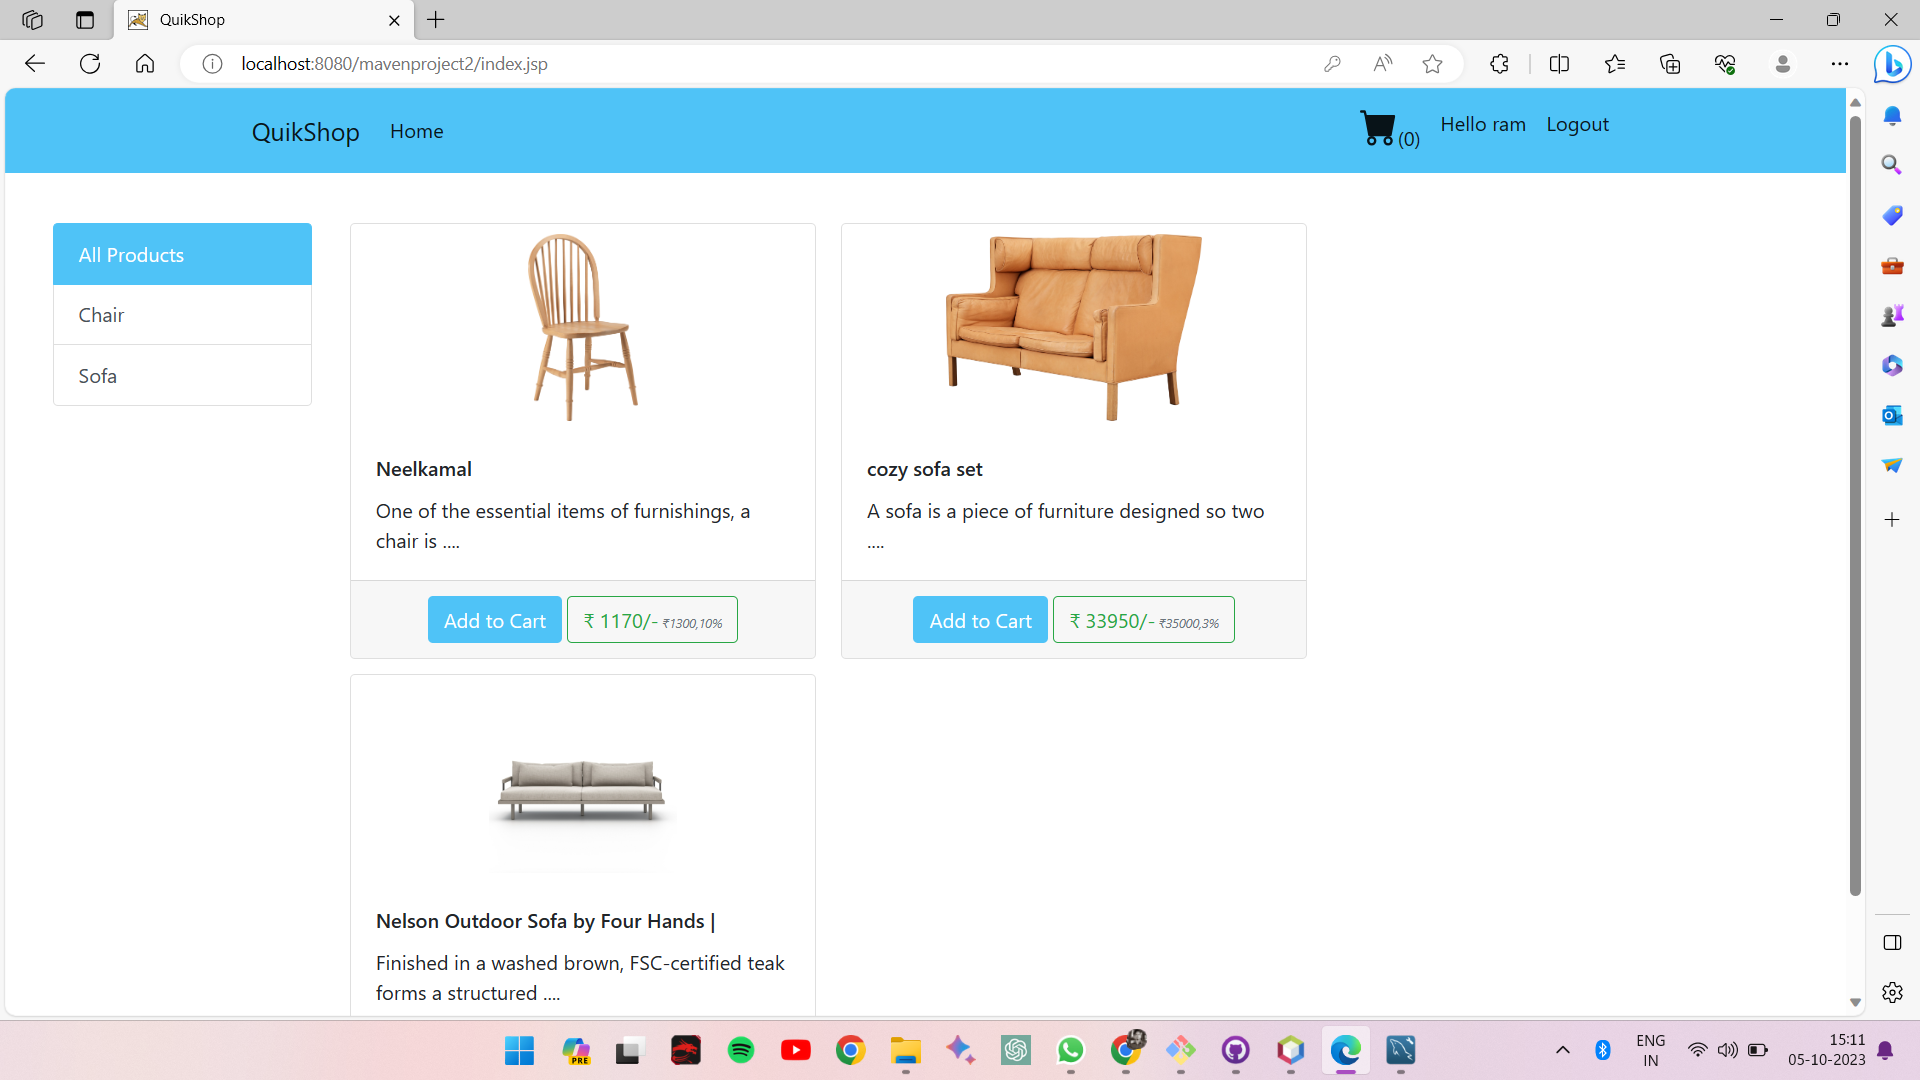 QuikShop
localhost:8080/mavenproject2/index.jsp
QuikShop
Home
(0)
Hello ram
Logout
All Products
Chair
Sofa
Neelkamal
One of the essential items of furnishings, a
chair is ....
Add to Cart
₹ 1170/- ₹1300,10%
cozy sofa set
A sofa is a piece of furniture designed so two
....
Add to Cart
₹ 33950/- ₹35000,3%
Nelson Outdoor Sofa by Four Hands |
Finished in a washed brown, FSC-certified teak
forms a structured ....
PRE
ENG
IN
15:11
05-10-2023